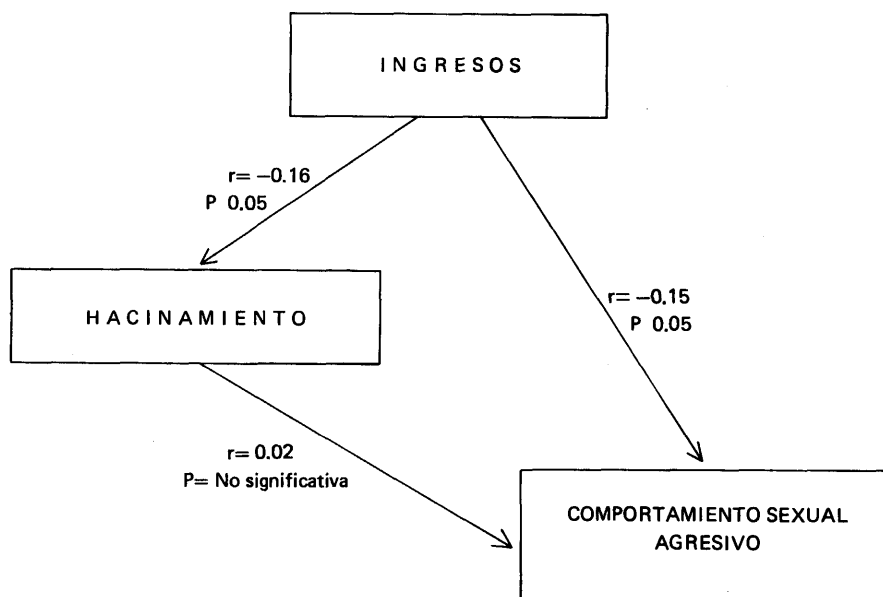 INGRESOS
r= −0.16
P 0.05
HACINAMIENTO
r= −0.15
P 0.05
r= 0.02
P= No significativa
COMPORTAMIENTO SEXUAL
AGRESIVO